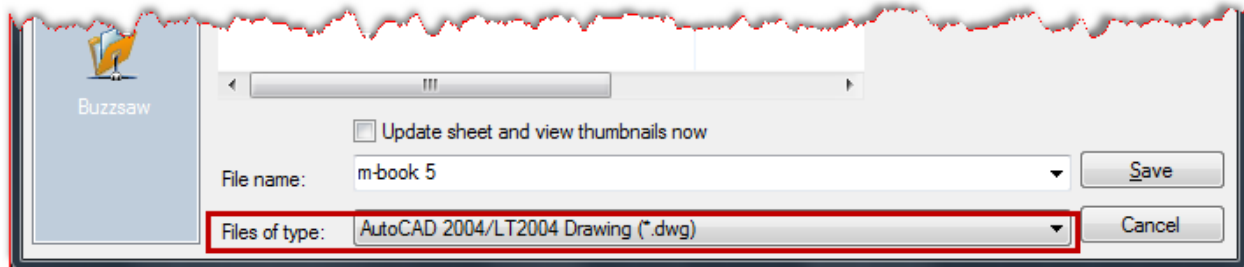 Buzzsaw
Update sheet and view thumbnails now
File name: m-book 5 Save
Files of type: AutoCAD 2004/LT2004 Drawing (*.dwg) Cancel